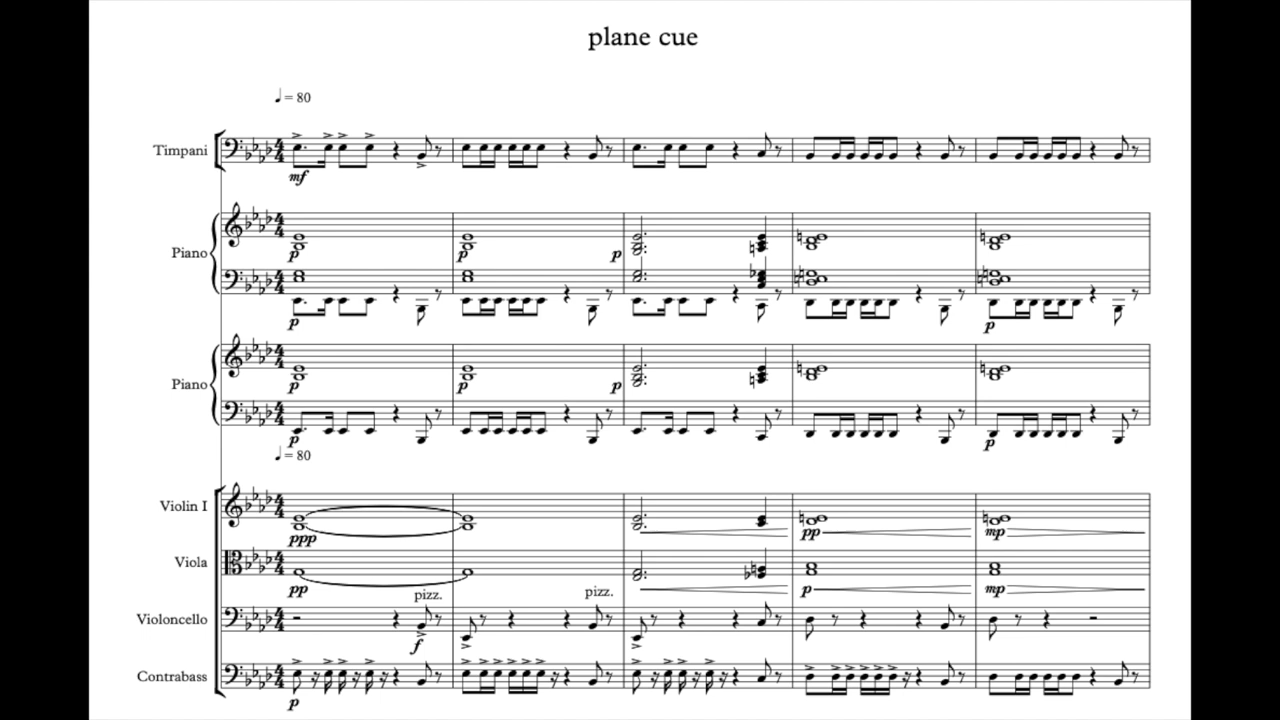 plane cue
♩ = 80
Timpani
mf
Piano
p p p
p p
Piano
p p p
p p
♩ = 80
Violin I
ppp pp mp
Viola
pp p mp
pizz. pizz.
Violoncello
f
Contrabass
p